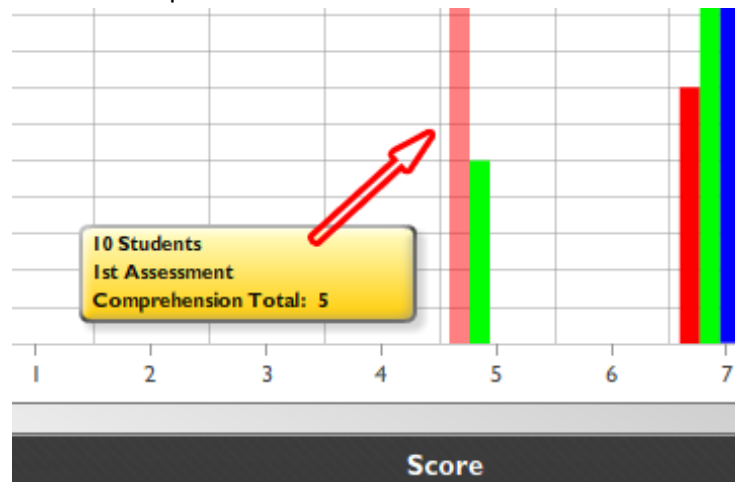 10 Students
1st Assessment
Comprehension Total: 5
1 2 3 4 5 6 7
Score